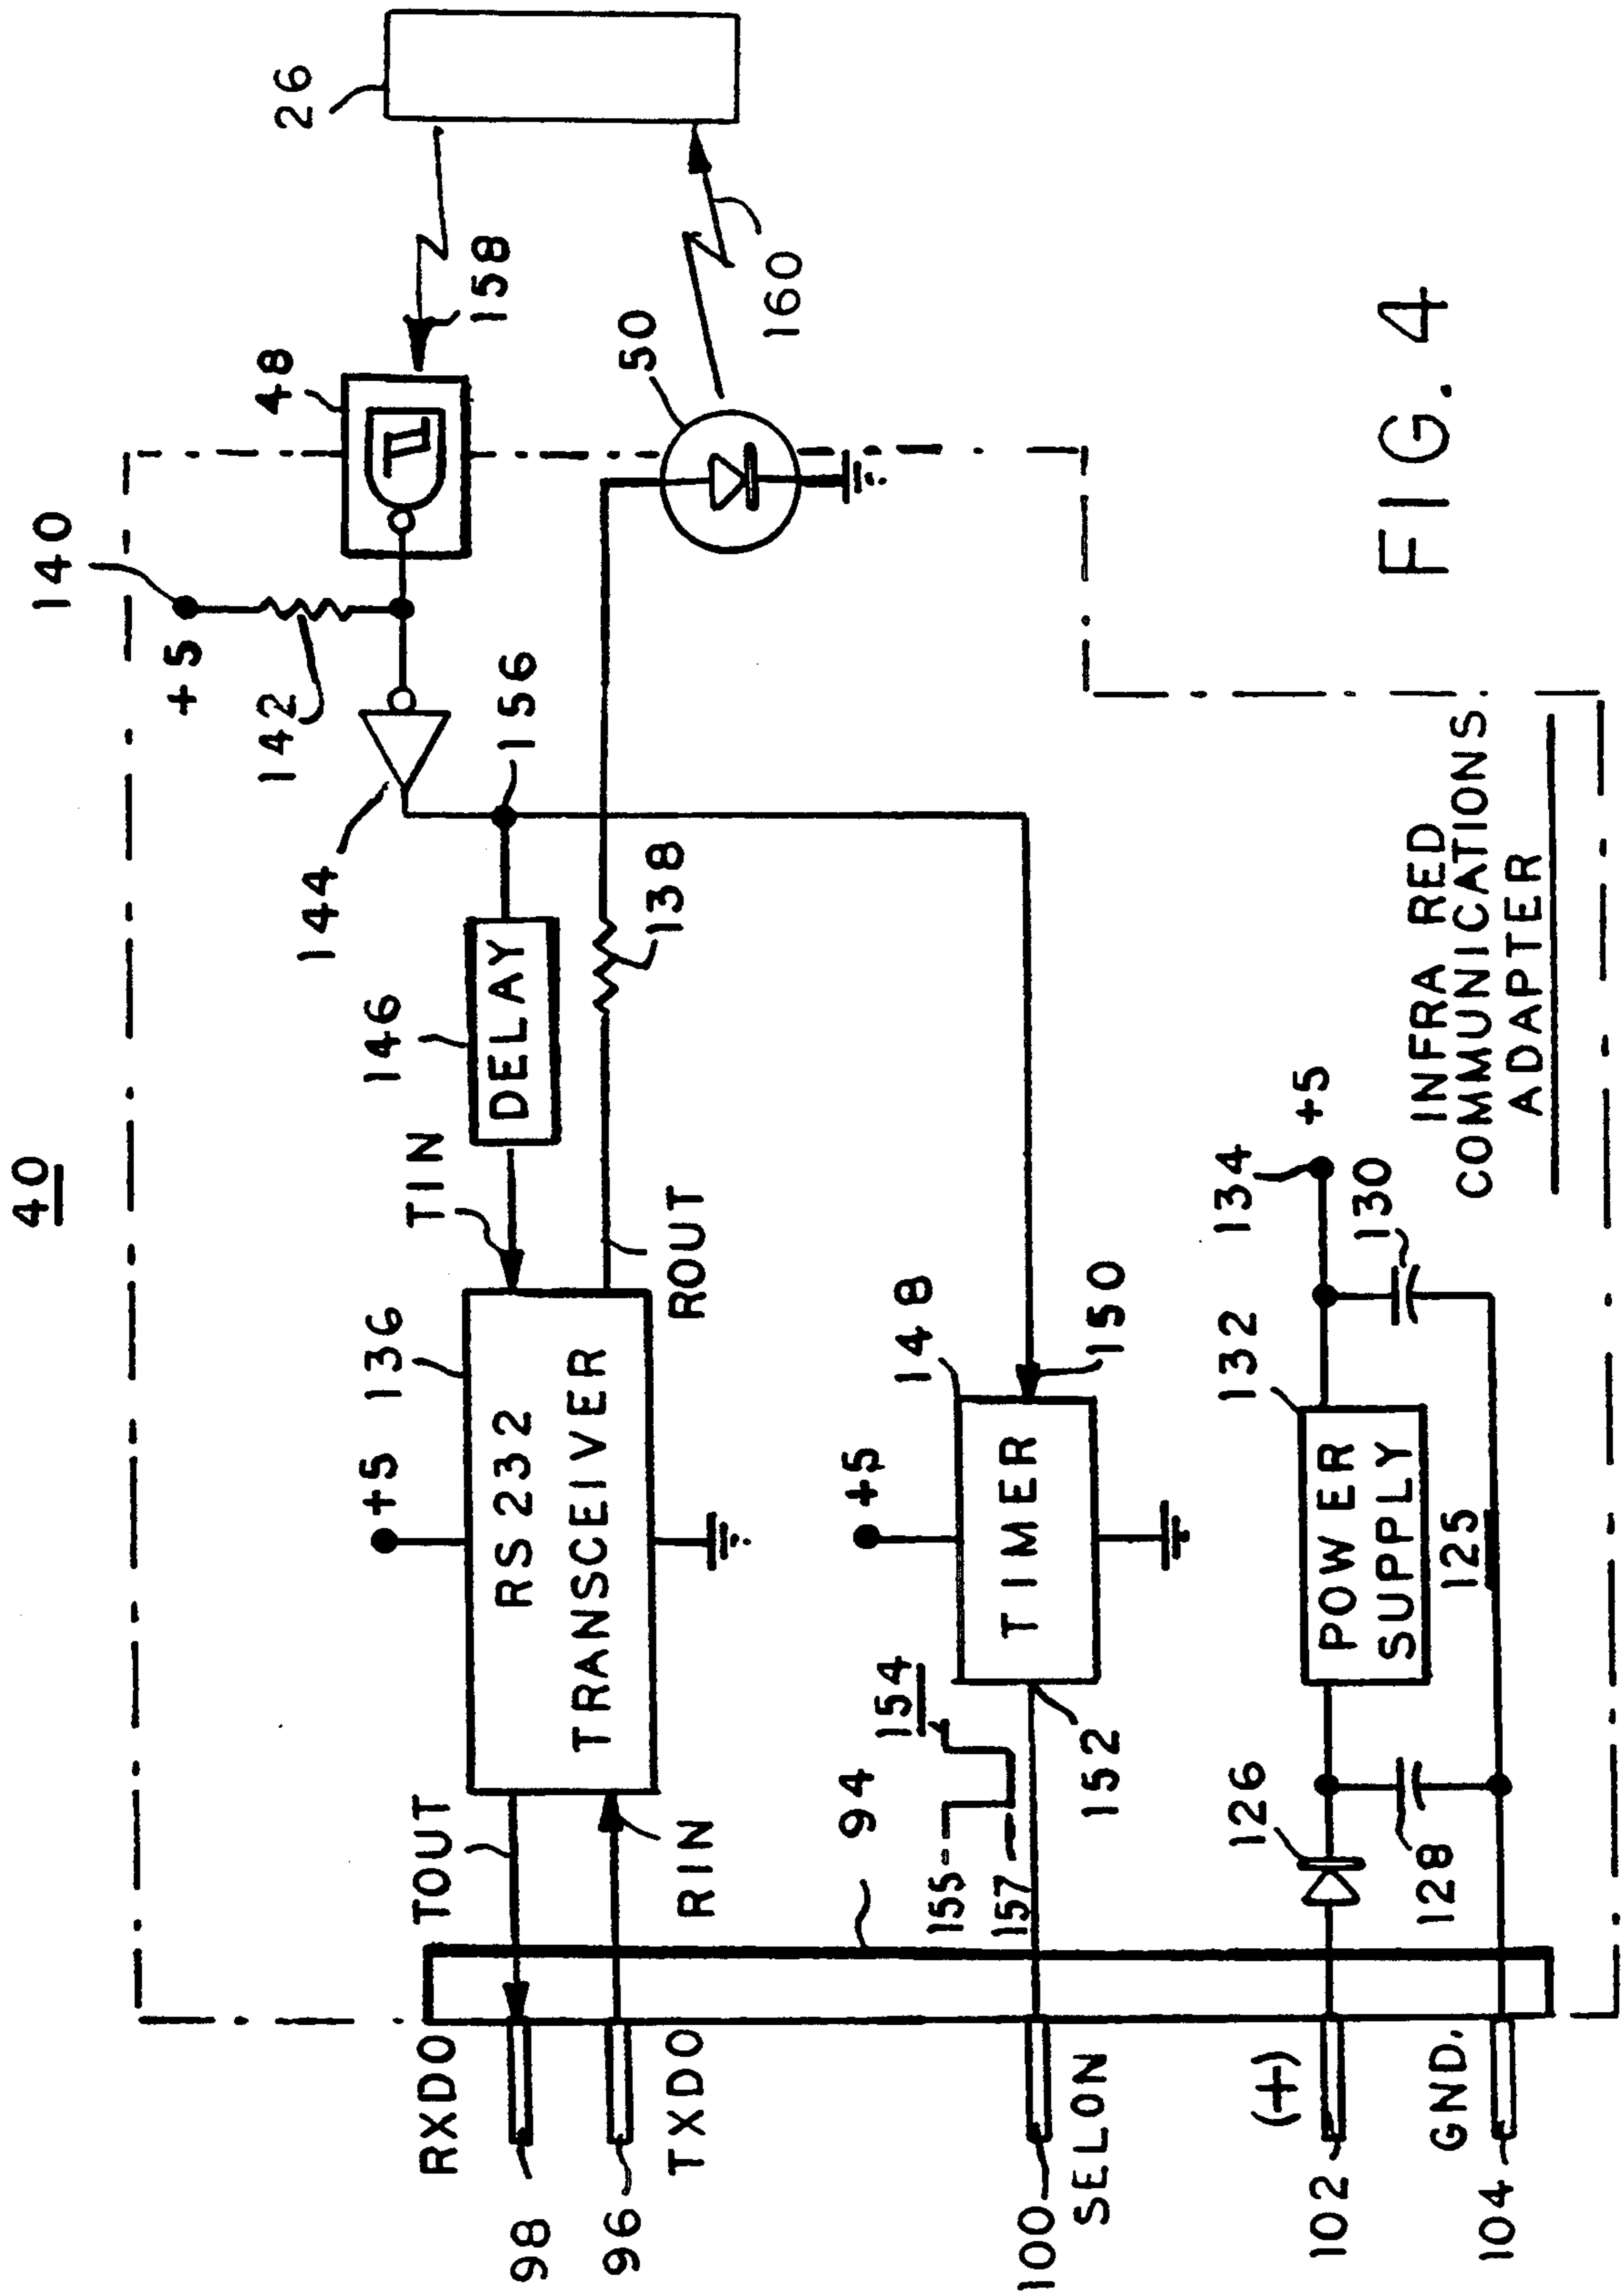 40
140
+5
142
144
48
26
158
156
50
160
146
DELAY
TIN
138
ROUT
136
+5
RS232
TRANSCEIVER
TOUT
RIN
RXDO
TXDO
98
96
148
150
+5
TIMER
154
152
155
157
94
100
SELON
134
+5
130
132
POWER
SUPPLY
125
126
128
(+)
GND.
102
104
INFRA RED
COMMUNICATIONS
ADAPTER
FIG. 4